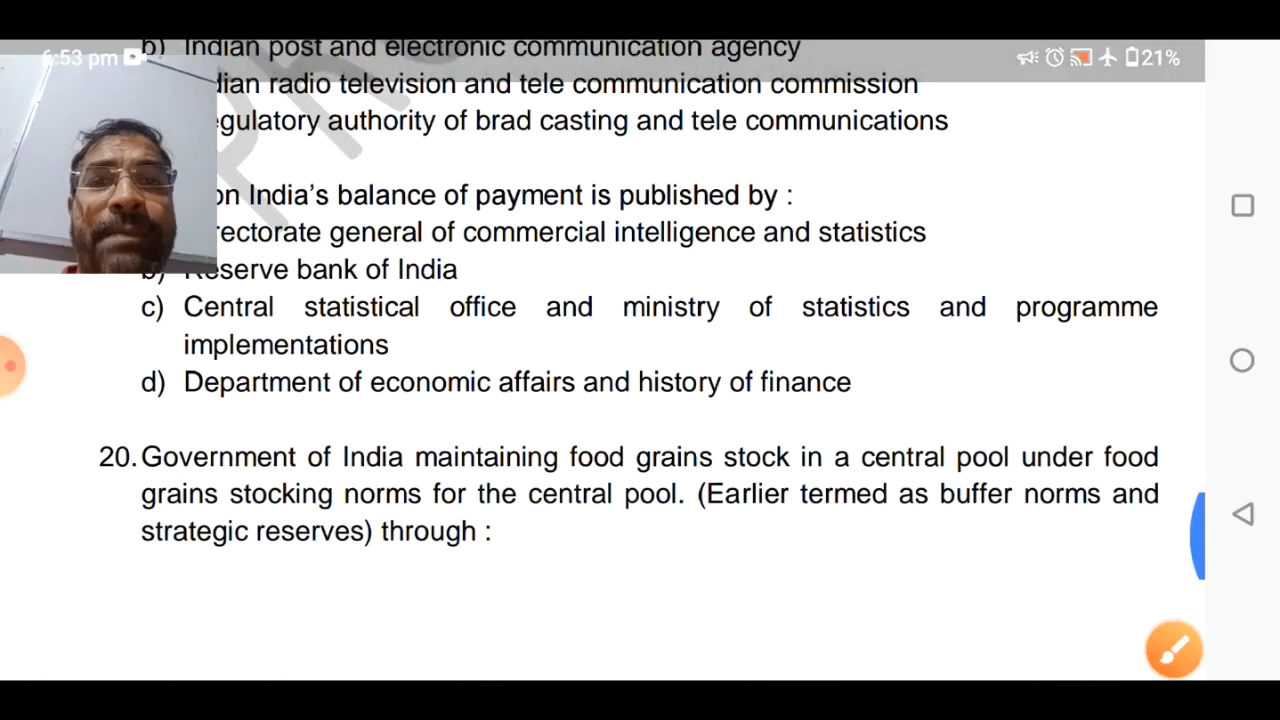 6:53 pm 21%
b) Indian post and electronic communication agency
dian radio television and tele communication commission
egulatory authority of brad casting and tele communications
on India's balance of payment is published by :
rectorate general of commercial intelligence and statistics
b) Reserve bank of India
c) Central statistical office and ministry of statistics and programme
implementations
d) Department of economic affairs and history of finance
20. Government of India maintaining food grains stock in a central pool under food
grains stocking norms for the central pool. (Earlier termed as buffer norms and
strategic reserves) through :